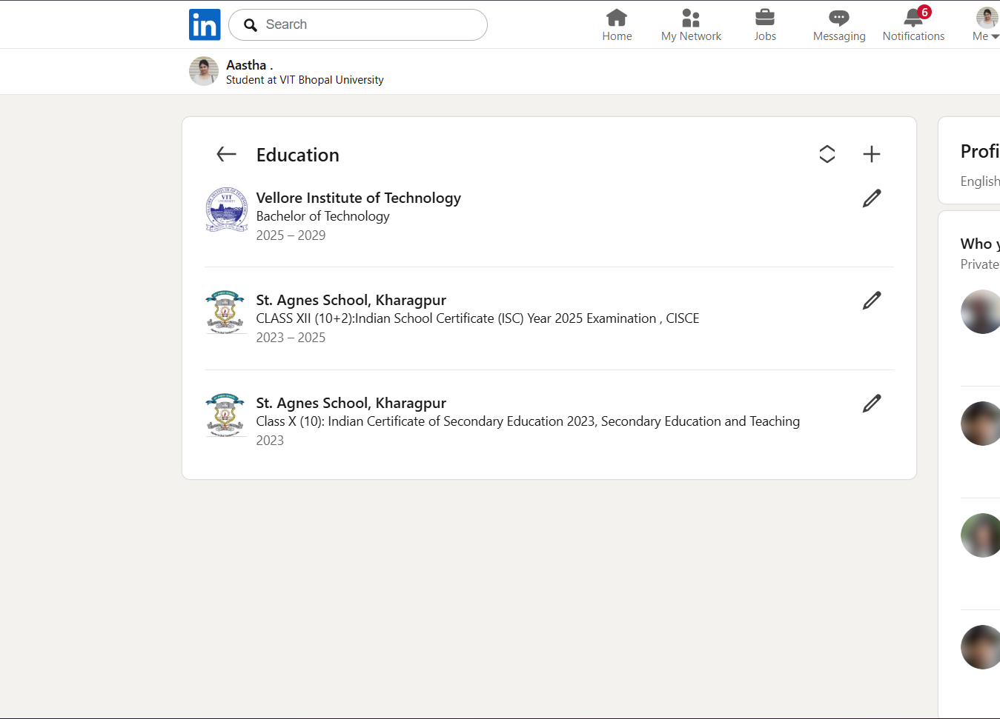 in
Search
Home
My Network
Jobs
Messaging
6
Notifications
Me
Aastha .
Student at VIT Bhopal University
Education
Vellore Institute of Technology
Bachelor of Technology
2025 – 2029
St. Agnes School, Kharagpur
CLASS XII (10+2):Indian School Certificate (ISC) Year 2025 Examination , CISCE
2023 – 2025
St. Agnes School, Kharagpur
Class X (10): Indian Certificate of Secondary Education 2023, Secondary Education and Teaching
2023
Profi
English
Who y
Private
VIT